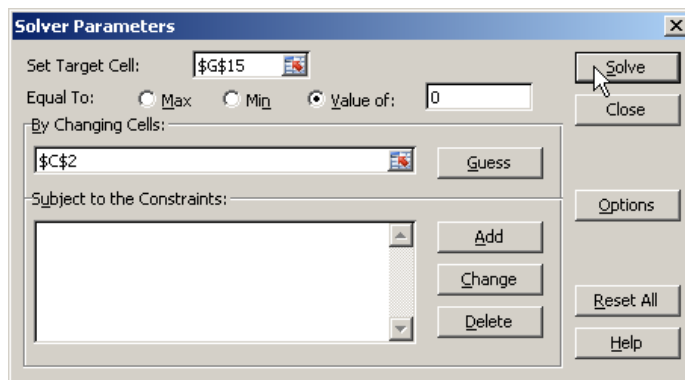 Solver Parameters
Set Target Cell: $G$15 Solve
Equal To: Max Min Value of: 0 Close
By Changing Cells:
$C$2 Guess
Subject to the Constraints: Options
Add
Change
Reset All
Delete
Help